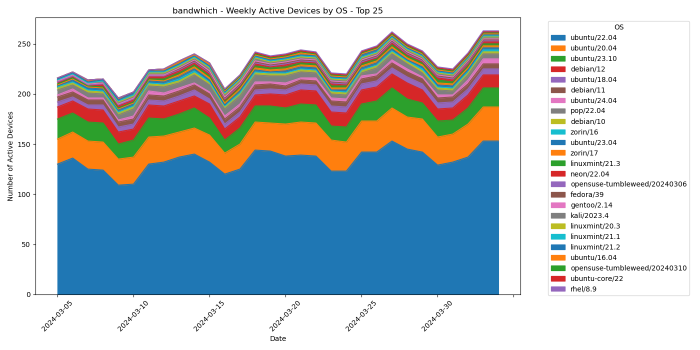 bandwhich - Weekly Active Devices by OS - Top 25
Number of Active Devices
250
200
150
100
50
0
2024-03-05
2024-03-10
2024-03-15
2024-03-20
2024-03-25
2024-03-30
Date
OS
ubuntu/22.04
ubuntu/20.04
ubuntu/23.10
debian/12
ubuntu/18.04
debian/11
ubuntu/24.04
pop/22.04
debian/10
zorin/16
ubuntu/23.04
zorin/17
linuxmint/21.3
neon/22.04
opensuse-tumbleweed/20240306
fedora/39
gentoo/2.14
kali/2023.4
linuxmint/20.3
linuxmint/21.1
linuxmint/21.2
ubuntu/16.04
opensuse-tumbleweed/20240310
ubuntu-core/22
rhel/8.9